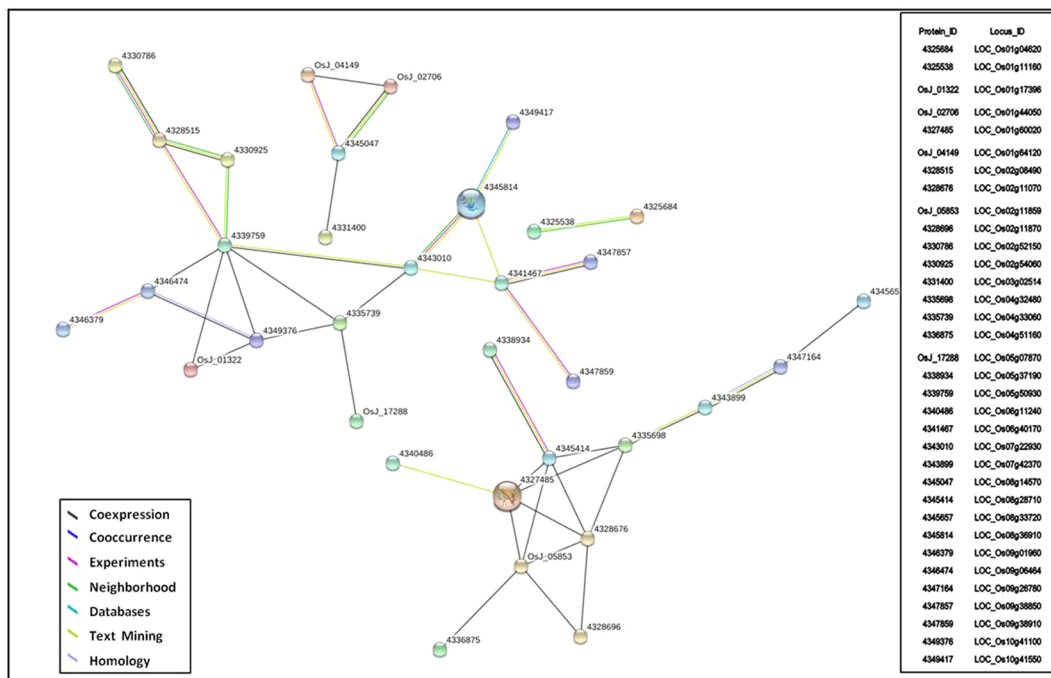 4330786
OsJ_04149
OsJ_02706
4349417
4328515
4330925
4345047
4345814
4325684
4325538
4331400
4339759
4343010
4347857
4341467
4346474
4345657
4346379
4335739
4349376
4338934
OsJ_01322
4347859
4347164
4343899
OsJ_17288
4335698
4345414
4340486
4327485
4328676
OsJ_05853
4328696
4336875
Coexpression
Cooccurrence
Experiments
Neighborhood
Databases
Text Mining
Homology
Protein_ID Locus_ID
4325684 LOC_Os01g04620
4325538 LOC_Os01g11160
OsJ_01322 LOC_Os01g17396
OsJ_02706 LOC_Os01g44050
4327485 LOC_Os01g60020
OsJ_04149 LOC_Os01g64120
4328515 LOC_Os02g08490
4328676 LOC_Os02g11070
OsJ_05853 LOC_Os02g11859
4328696 LOC_Os02g11870
4330786 LOC_Os02g52150
4330925 LOC_Os02g54060
4331400 LOC_Os03g02514
4335698 LOC_Os04g32480
4335739 LOC_Os04g33060
4336875 LOC_Os04g51160
OsJ_17288 LOC_Os05g07870
4338934 LOC_Os05g37190
4339759 LOC_Os05g50930
4340486 LOC_Os06g11240
4341467 LOC_Os06g40170
4343010 LOC_Os07g22930
4343899 LOC_Os07g42370
4345047 LOC_Os08g14570
4345414 LOC_Os08g28710
4345657 LOC_Os08g33720
4345814 LOC_Os08g36910
4346379 LOC_Os09g01960
4346474 LOC_Os09g06464
4347164 LOC_Os09g26780
4347857 LOC_Os09g38850
4347859 LOC_Os09g38910
4349376 LOC_Os10g41100
4349417 LOC_Os10g41550